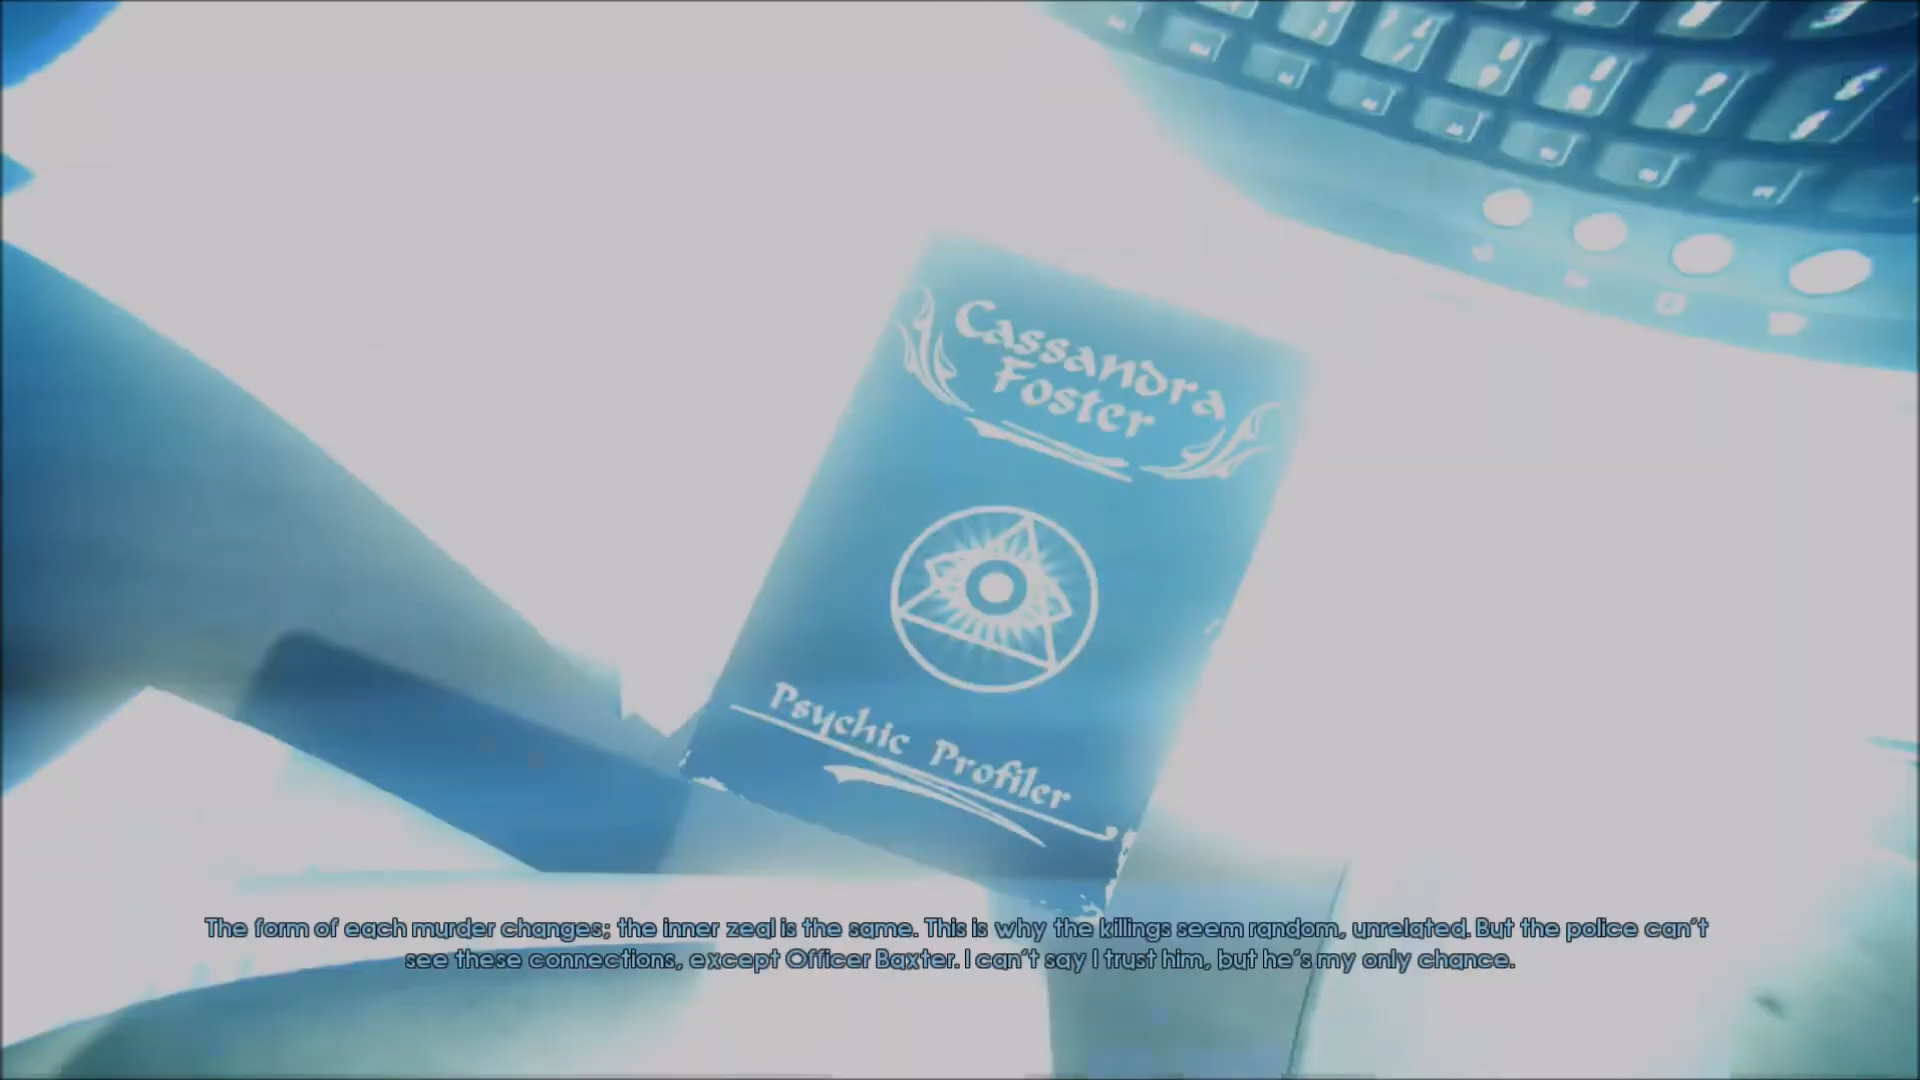 Cassandra
Foster
Psychic Profiler
The form of each murder changes; the inner zeal is the same. This is why the killings seem random, unrelated. But the police can't
see these connections, except Officer Baxter. I can't say I trust him, but he's my only chance.